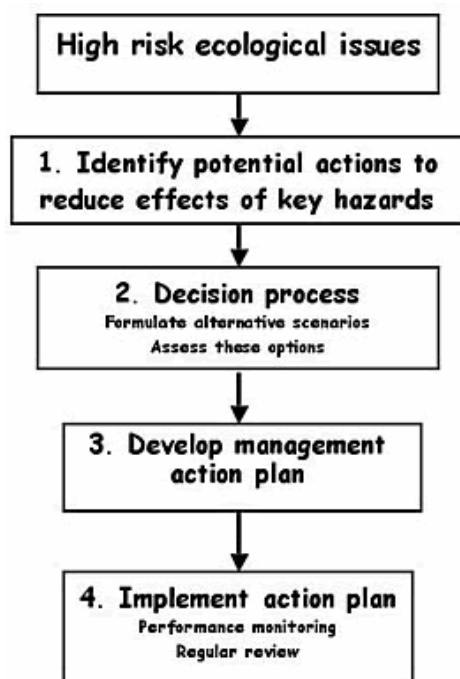 High risk ecological issues
1. Identify potential actions to
reduce effects of key hazards
2. Decision process
Formulate alternative scenarios
Assess these options
3. Develop management
action plan
4. Implement action plan
Performance monitoring
Regular review